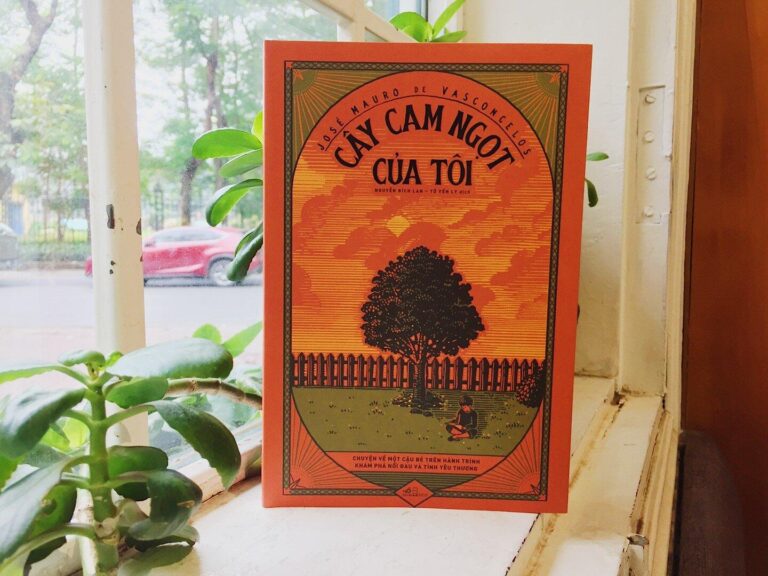 JOSÉ MAURO DE VASCONCELOS
CÂY CAM NGỌT
CỦA TÔI
NGUYỄN BÍCH LAN - TÔ YẾN LY DỊCH
CHUYỆN VỀ MỘT CẬU BÉ TRÊN HÀNH TRÌNH
KHÁM PHÁ NỖI ĐAU VÀ TÌNH YÊU THƯƠNG